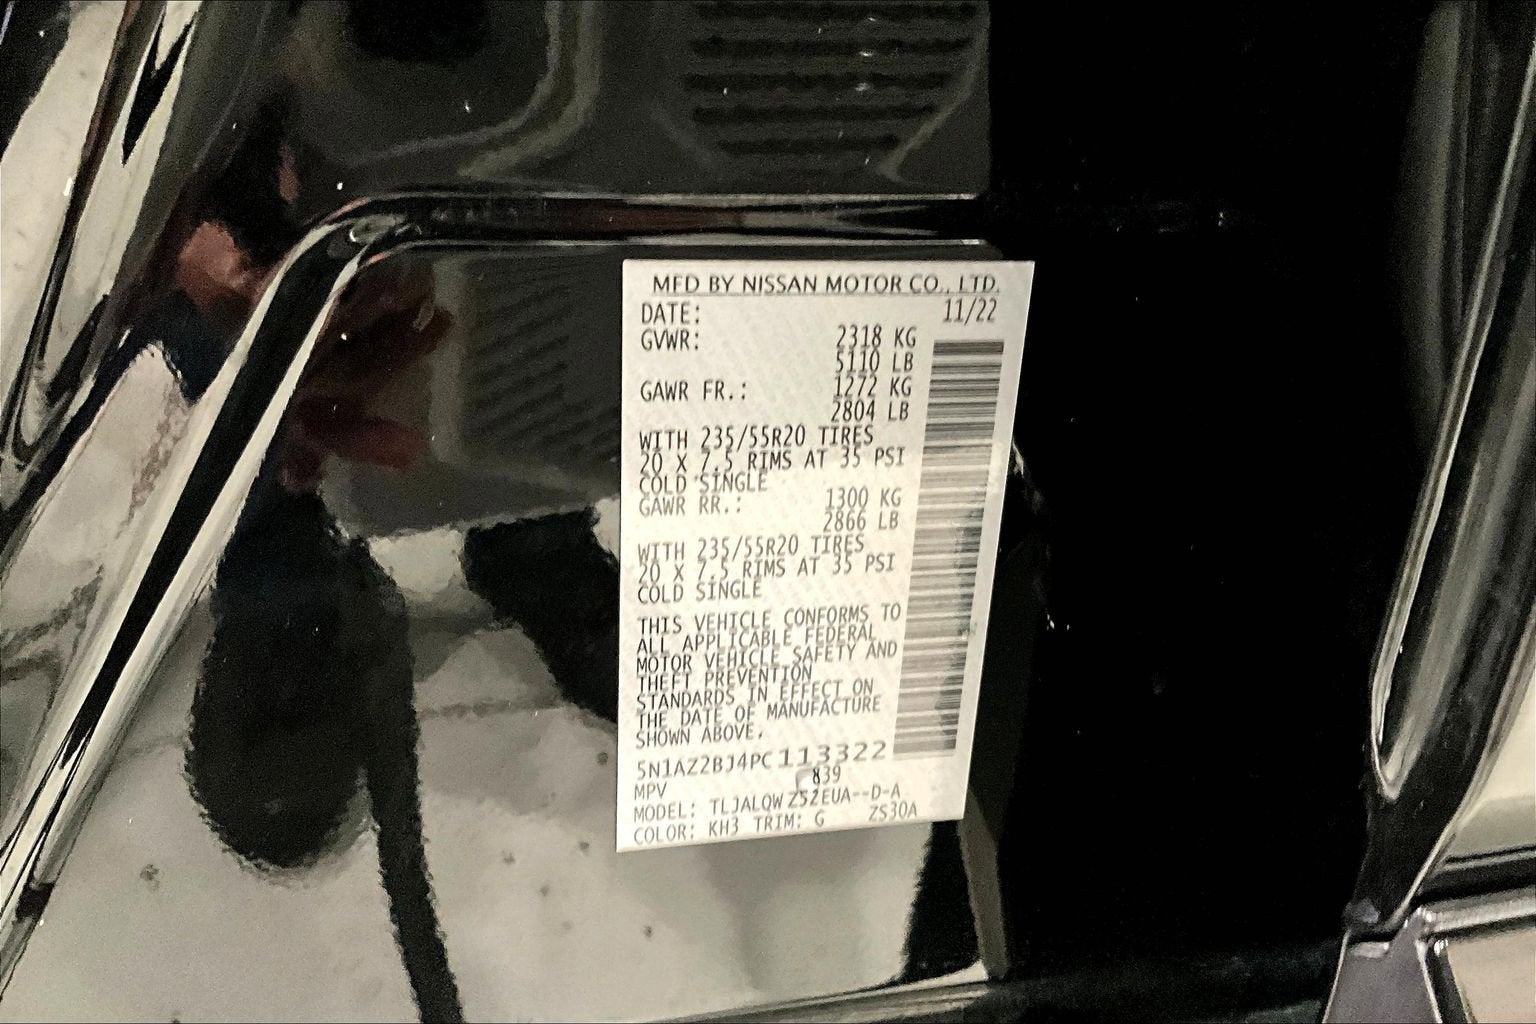 MFD BY NISSAN MOTOR CO., LTD.
DATE: 11/22
GVWR: 2318 KG
5110 LB
GAWR FR.: 1272 KG
2804 LB
WITH 235/55R20 TIRES
20 X 7.5 RIMS AT 35 PSI
COLD SINGLE
GAWR RR.: 1300 KG
2866 LB
WITH 235/55R20 TIRES
20 X 7.5 RIMS AT 35 PSI
COLD SINGLE
THIS VEHICLE CONFORMS TO
ALL APPLICABLE FEDERAL
MOTOR VEHICLE SAFETY AND
THEFT PREVENTION
STANDARDS IN EFFECT ON
THE DATE OF MANUFACTURE
SHOWN ABOVE.
5N1AZ2BJ4PC113322
MPV 839
MODEL: TLJALQWZ52EUA--D-A
COLOR: KH3 TRIM: G ZS30A